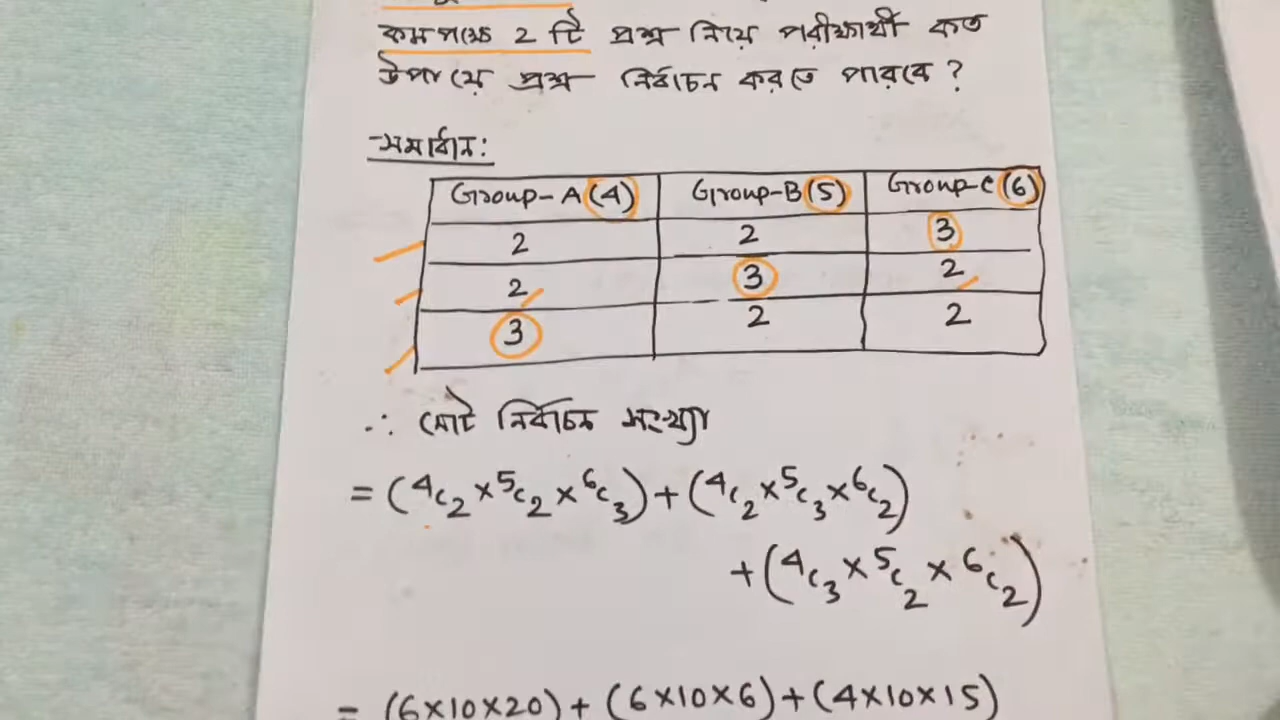 কমপক্ষে 2 টি প্রশ্ন নিয়ে পরীক্ষার্থী কত
উপায়ে প্রশ্ন নির্বাচন করতে পারবে ?
সমাধান:
Group-A (4) Group-B (5) Group-C (6)
2 2 3
2 3 2
3 2 2
∴ মোট নির্বাচন সংখ্যা
= (⁴C₂ × ⁵C₂ × ⁶C₃) + (⁴C₂ × ⁵C₃ × ⁶C₂)
+ (⁴C₃ × ⁵C₂ × ⁶C₂)
= (6×10×20) + (6×10×6) + (4×10×15)